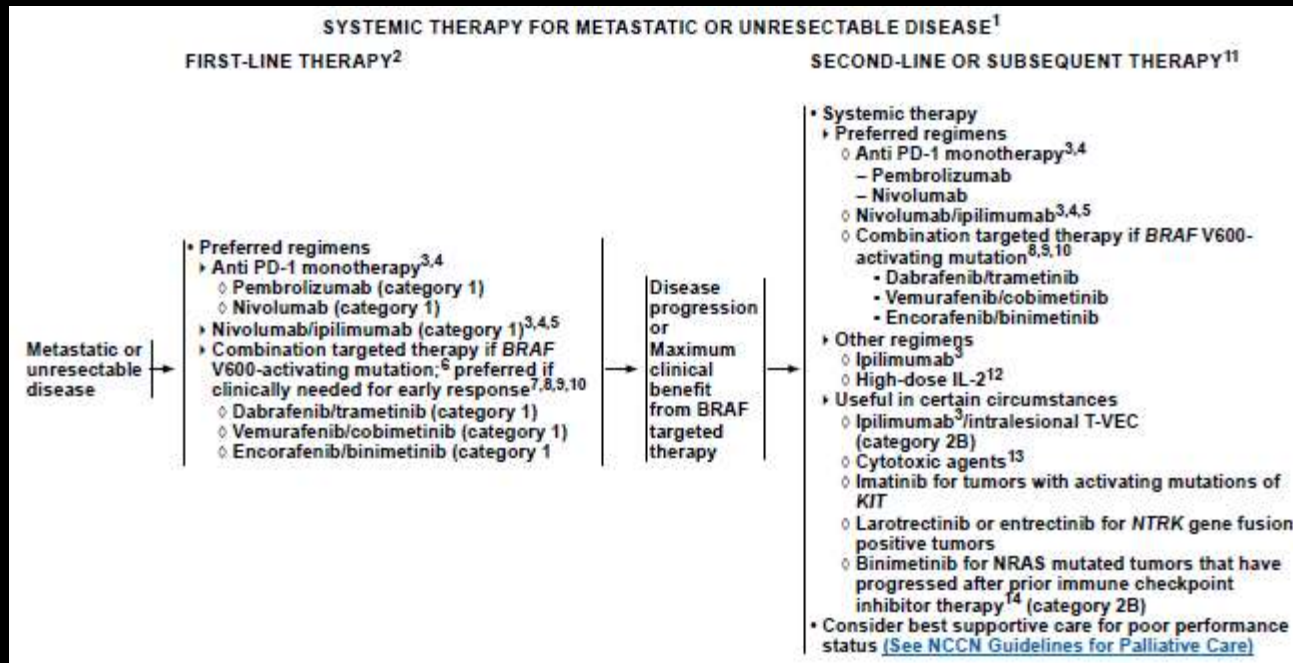 SYSTEMIC THERAPY FOR METASTATIC OR UNRESECTABLE DISEASE1
FIRST-LINE THERAPY2
Metastatic or
unresectable
disease
• Preferred regimens
▸ Anti PD-1 monotherapy3,4
◊ Pembrolizumab (category 1)
◊ Nivolumab (category 1)
▸ Nivolumab/ipilimumab (category 1)3,4,5
▸ Combination targeted therapy if BRAF
V600-activating mutation;6 preferred if
clinically needed for early response7,8,9,10
◊ Dabrafenib/trametinib (category 1)
◊ Vemurafenib/cobimetinib (category 1)
◊ Encorafenib/binimetinib (category 1
Disease
progression
or
Maximum
clinical
benefit
from BRAF
targeted
therapy
SECOND-LINE OR SUBSEQUENT THERAPY11
• Systemic therapy
▸ Preferred regimens
◊ Anti PD-1 monotherapy3,4
– Pembrolizumab
– Nivolumab
◊ Nivolumab/ipilimumab3,4,5
◊ Combination targeted therapy if BRAF V600-
activating mutation8,9,10
▪ Dabrafenib/trametinib
▪ Vemurafenib/cobimetinib
▪ Encorafenib/binimetinib
▸ Other regimens
◊ Ipilimumab3
◊ High-dose IL-212
▸ Useful in certain circumstances
◊ Ipilimumab3/intralesional T-VEC
(category 2B)
◊ Cytotoxic agents13
◊ Imatinib for tumors with activating mutations of
KIT
◊ Larotrectinib or entrectinib for NTRK gene fusion
positive tumors
◊ Binimetinib for NRAS mutated tumors that have
progressed after prior immune checkpoint
inhibitor therapy14 (category 2B)
• Consider best supportive care for poor performance
status (See NCCN Guidelines for Palliative Care)